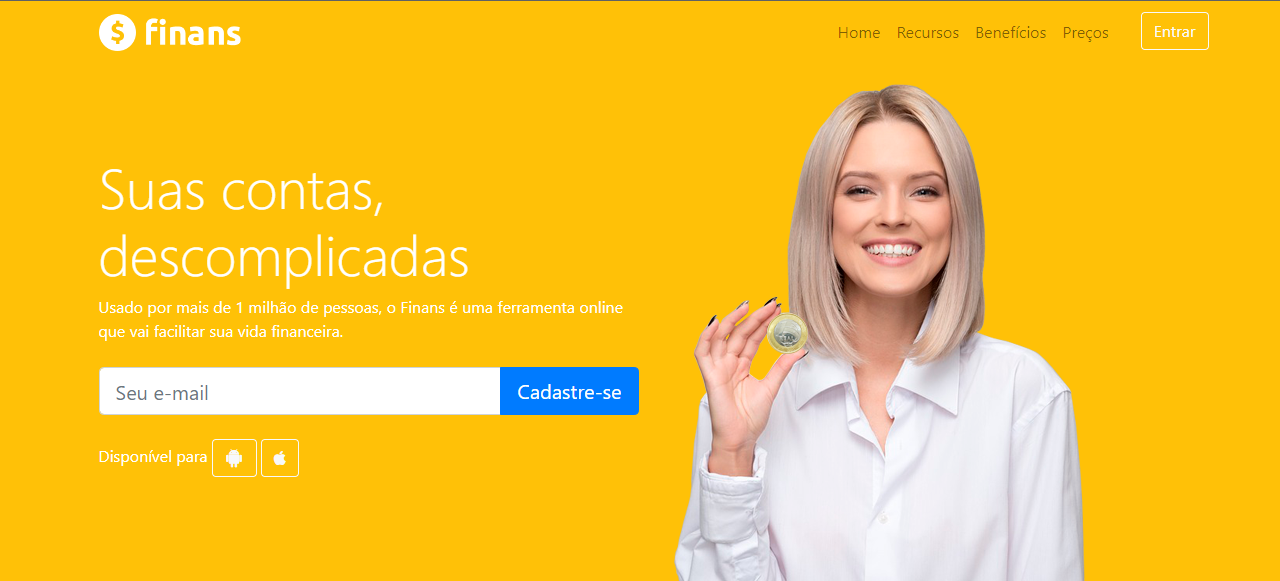 $ finans
Home Recursos Benefícios Preços Entrar
Suas contas,
descomplicadas
Usado por mais de 1 milhão de pessoas, o Finans é uma ferramenta online
que vai facilitar sua vida financeira.
Seu e-mail Cadastre-se
Disponível para